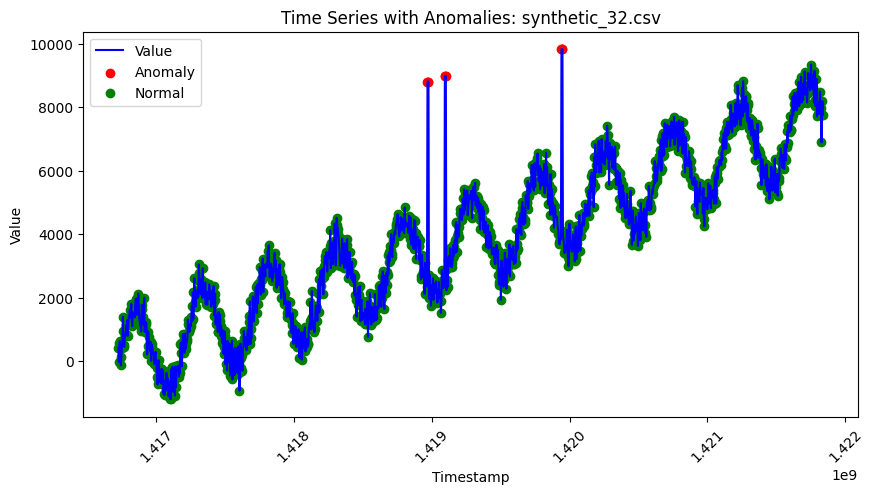 Time Series with Anomalies: synthetic_32.csv
Value
Anomaly
Normal
10000
8000
6000
4000
2000
0
Value
1.417
1.418
1.419
1.420
1.421
1.422
1e9
Timestamp